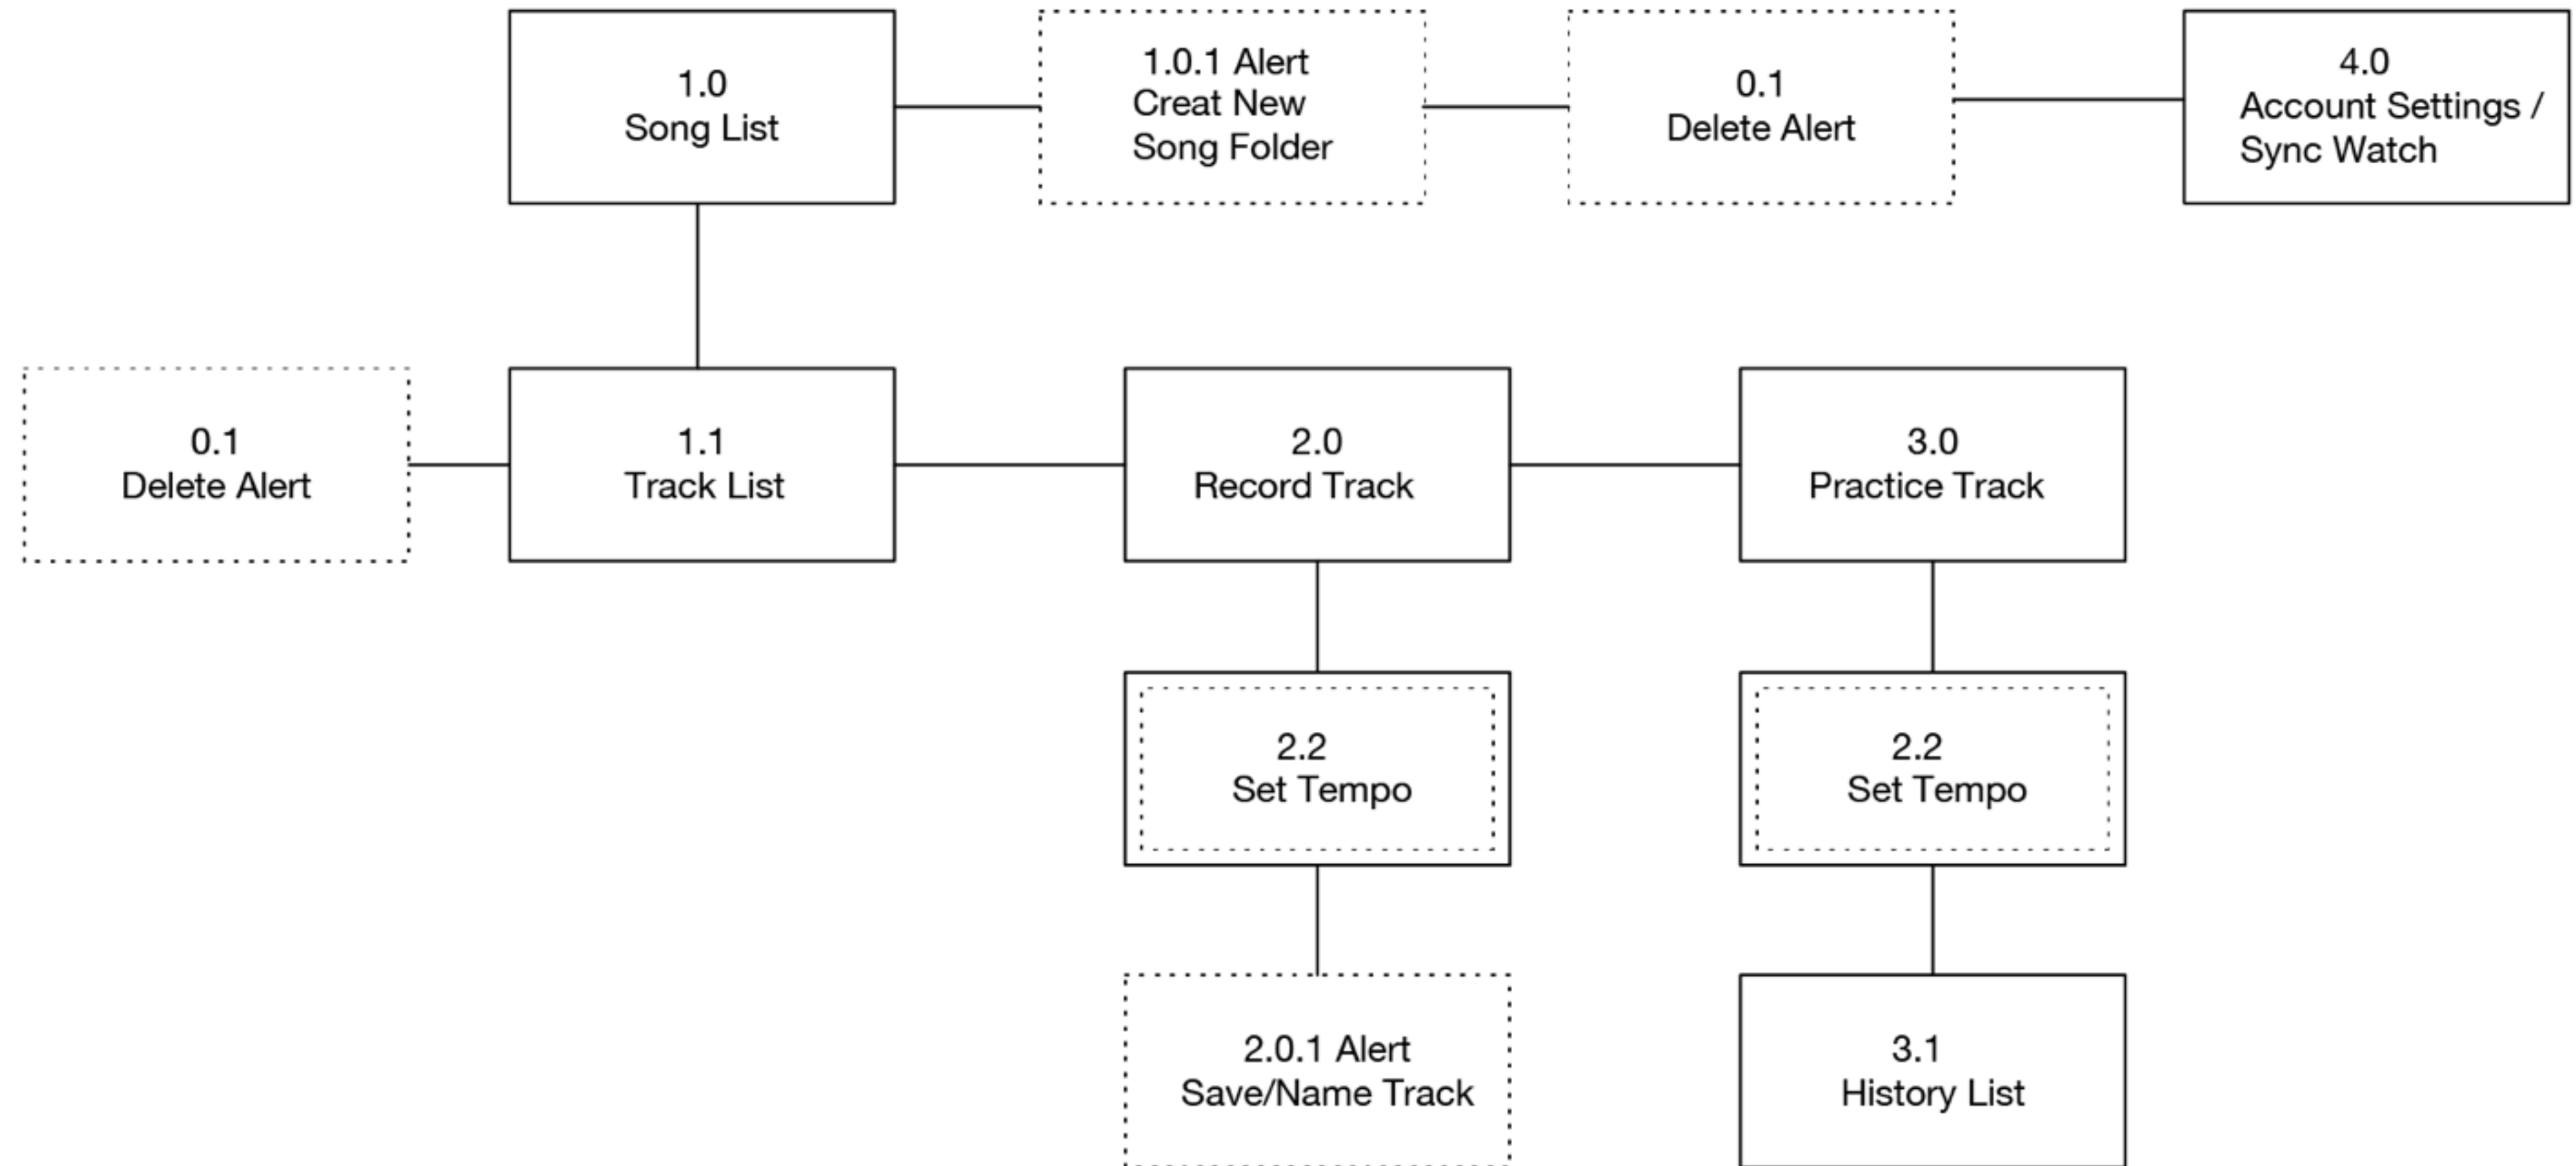 1.0
Song List
1.0.1 Alert
Creat New
Song Folder
0.1
Delete Alert
4.0
Account Settings /
Sync Watch
0.1
Delete Alert
1.1
Track List
2.0
Record Track
3.0
Practice Track
2.2
Set Tempo
2.2
Set Tempo
2.0.1 Alert
Save/Name Track
3.1
History List